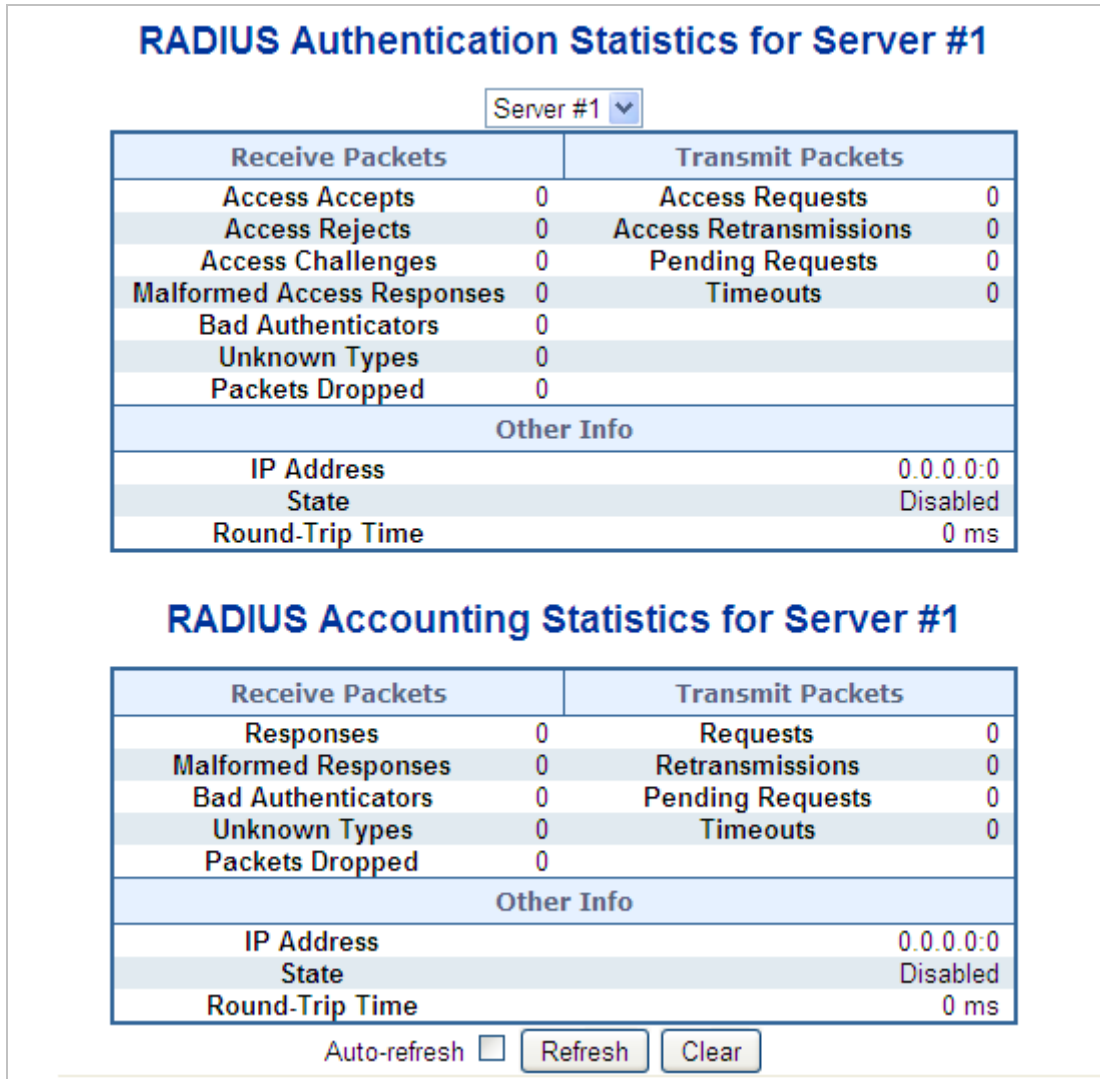 RADIUS Authentication Statistics for Server #1
Server #1
Receive Packets Transmit Packets
Access Accepts 0 Access Requests 0
Access Rejects 0 Access Retransmissions 0
Access Challenges 0 Pending Requests 0
Malformed Access Responses 0 Timeouts 0
Bad Authenticators 0
Unknown Types 0
Packets Dropped 0
Other Info
IP Address 0.0.0.0:0
State Disabled
Round-Trip Time 0 ms
RADIUS Accounting Statistics for Server #1
Receive Packets Transmit Packets
Responses 0 Requests 0
Malformed Responses 0 Retransmissions 0
Bad Authenticators 0 Pending Requests 0
Unknown Types 0 Timeouts 0
Packets Dropped 0
Other Info
IP Address 0.0.0.0:0
State Disabled
Round-Trip Time 0 ms
Auto-refresh Refresh Clear